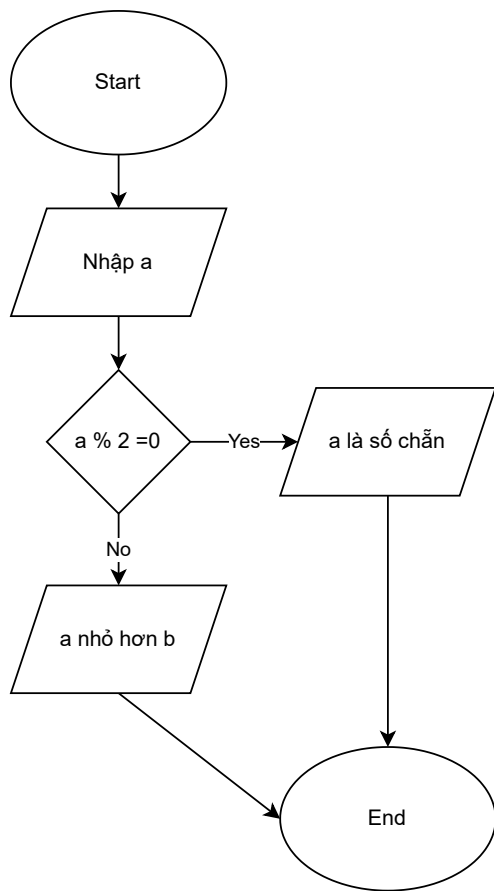 Start
Nhập a
a % 2 =0
Yes
a là số chẵn
No
a nhỏ hơn b
End